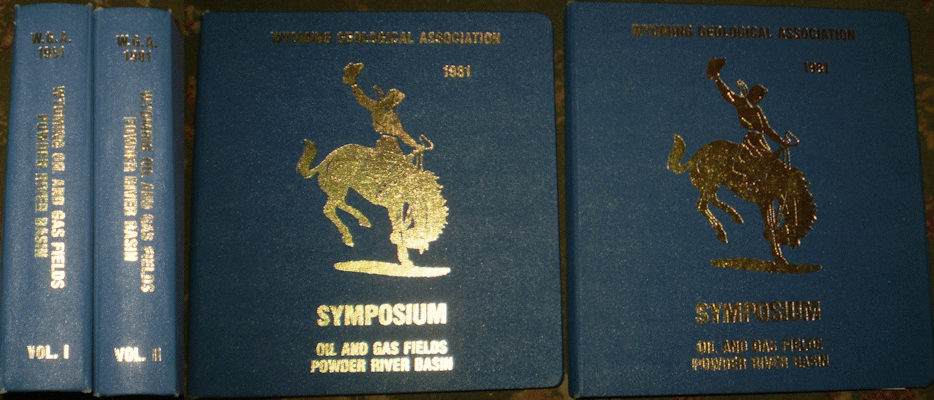 W.G.A.
1981
WYOMING OIL AND GAS FIELDS
POWDER RIVER BASIN
VOL. I
W.G.A.
1981
WYOMING OIL AND GAS FIELDS
POWDER RIVER BASIN
VOL. II
WYOMING GEOLOGICAL ASSOCIATION
1981
SYMPOSIUM
OIL AND GAS FIELDS
POWDER RIVER BASIN
WYOMING GEOLOGICAL ASSOCIATION
1981
SYMPOSIUM
OIL AND GAS FIELDS
POWDER RIVER BASIN